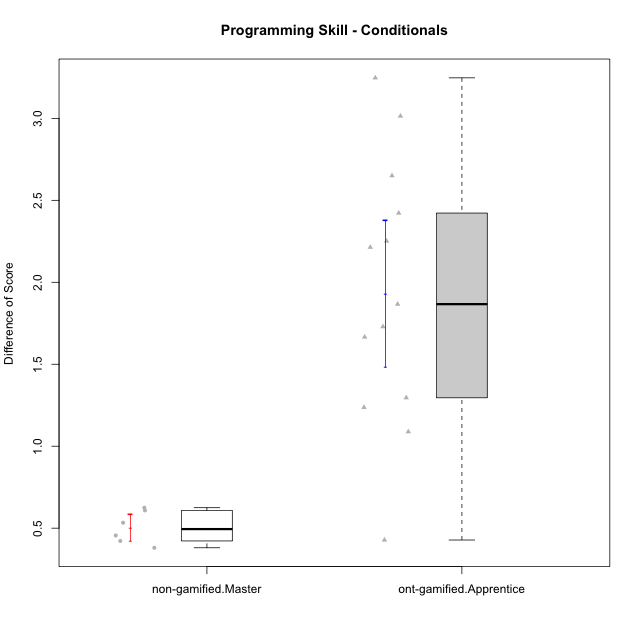 Programming Skill - Conditionals
Difference of Score
3.0
2.5
2.0
1.5
1.0
0.5
non-gamified.Master
ont-gamified.Apprentice